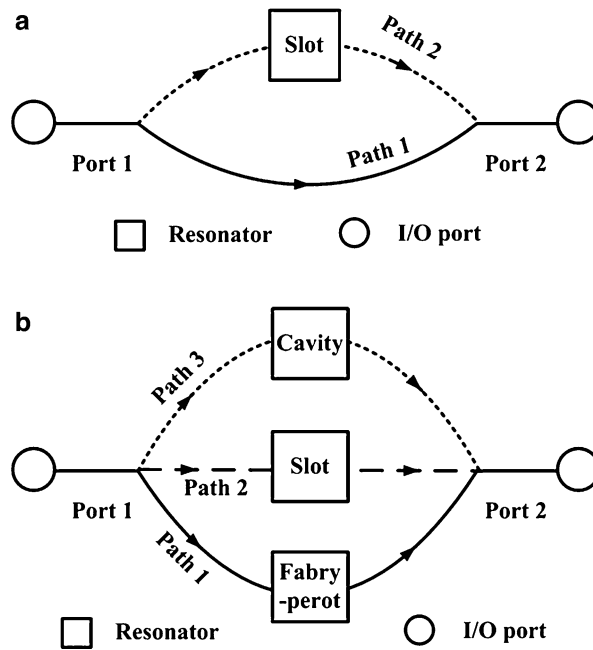 a
Slot
Path 2
Path 1
Port 1
Port 2
Resonator
I/O port
b
Cavity
Path 3
Slot
Path 2
Port 1
Port 2
Path 1
Fabry
-perot
Resonator
I/O port